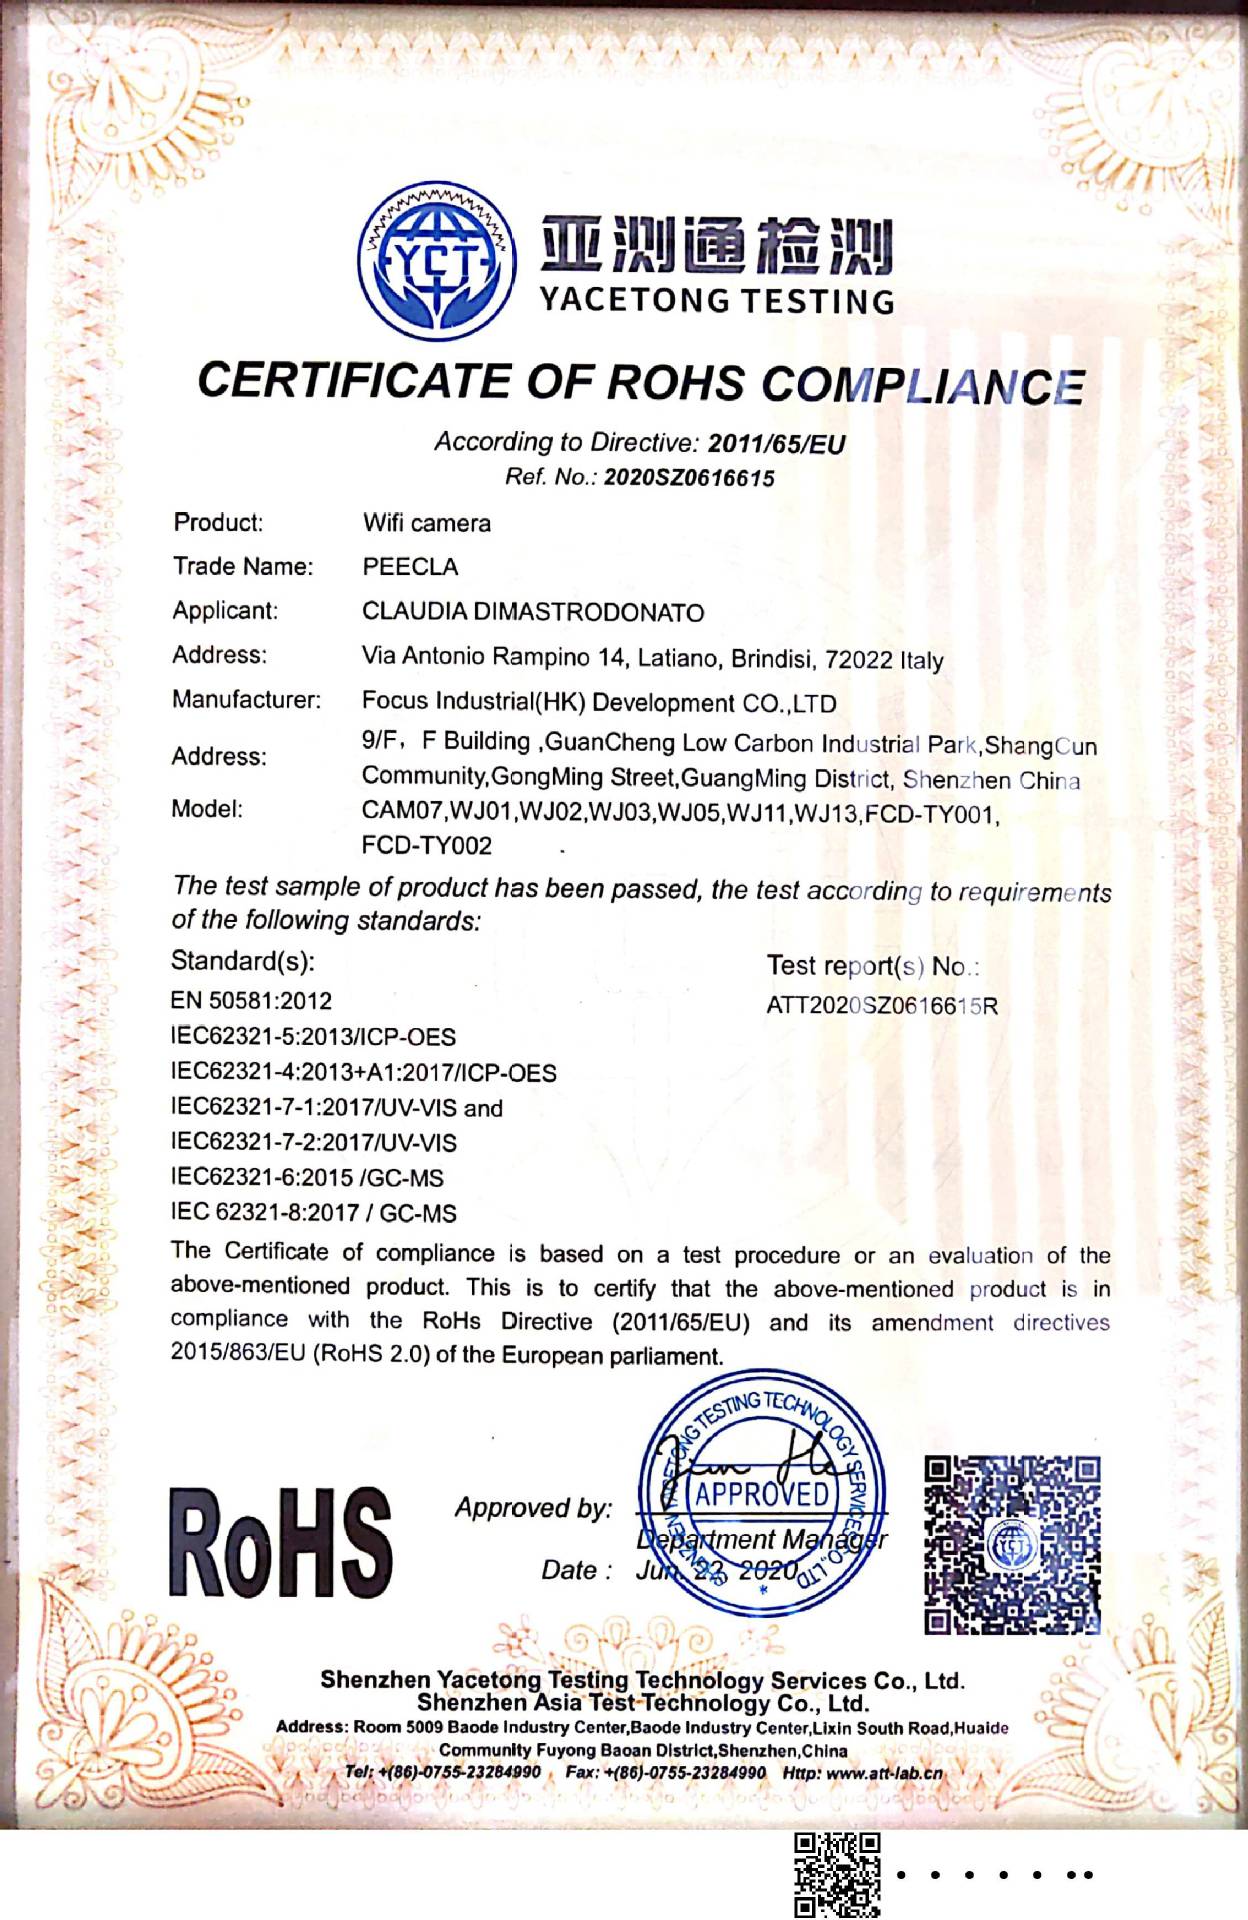 YCT
亚测通检测
YACETONG TESTING
CERTIFICATE OF ROHS COMPLIANCE
According to Directive: 2011/65/EU
Ref. No.: 2020SZ0616615
Product: Wifi camera
Trade Name: PEECLA
Applicant: CLAUDIA DIMASTRODONATO
Address: Via Antonio Rampino 14, Latiano, Brindisi, 72022 Italy
Manufacturer: Focus Industrial(HK) Development CO.,LTD
Address: 9/F, F Building ,GuanCheng Low Carbon Industrial Park,ShangCun
Community,GongMing Street,GuangMing District, Shenzhen China
Model: CAM07,WJ01,WJ02,WJ03,WJ05,WJ11,WJ13,FCD-TY001,
FCD-TY002
The test sample of product has been passed, the test according to requirements
of the following standards:
Standard(s): Test report(s) No.:
EN 50581:2012 ATT2020SZ0616615R
IEC62321-5:2013/ICP-OES
IEC62321-4:2013+A1:2017/ICP-OES
IEC62321-7-1:2017/UV-VIS and
IEC62321-7-2:2017/UV-VIS
IEC62321-6:2015 /GC-MS
IEC 62321-8:2017 / GC-MS
The Certificate of compliance is based on a test procedure or an evaluation of the
above-mentioned product. This is to certify that the above-mentioned product is in
compliance with the RoHs Directive (2011/65/EU) and its amendment directives
2015/863/EU (RoHS 2.0) of the European parliament.
RoHS
SHENZHEN YACETONG TESTING TECHNOLOGY SERVICES CO., LTD
APPROVED
Approved by:
Department Manager
Date : Jun. 22, 2020
Shenzhen Yacetong Testing Technology Services Co., Ltd.
Shenzhen Asia Test Technology Co., Ltd.
Address: Room 5009 Baode Industry Center,Baode Industry Center,Lixin South Road,Huaide
Community Fuyong Baoan District,Shenzhen,China
Tel: +(86)-0755-23284990 Fax: +(86)-0755-23284990 Http: www.att-lab.cn